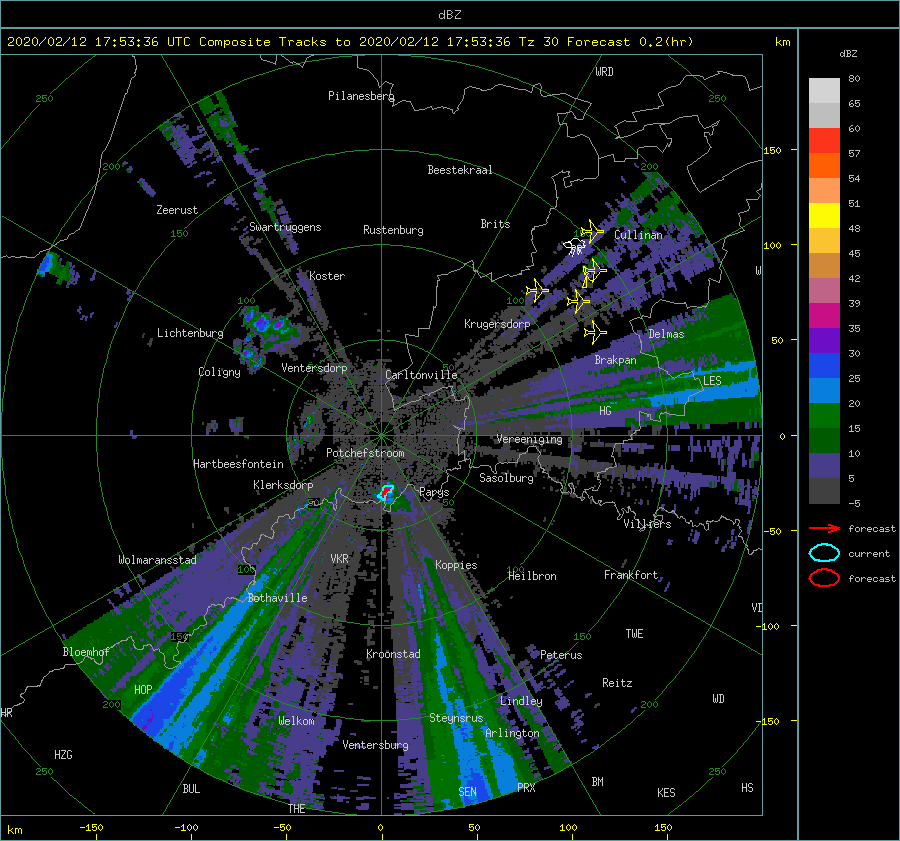 dBZ
2020/02/12 17:53:36 UTC Composite Tracks to 2020/02/12 17:53:36 Tz 30 Forecast 0.2(hr)
km
dBZ
WRD
250
250
Pilanesberg
80
65
60
57
54
51
48
45
42
39
35
30
25
20
15
10
5
-5
150
200
200
Beestekraal
Zeerust
Swartruggens
Rustenburg
Brits
150
Cullinan
100
Koster
W
100
100
Lichtenburg
Krugersdorp
Delmas
50
Coligny
Ventersdorp
Carltonville
Brakpan
LES
HG
0
Vereeniging
Potchefstroom
Hartbeesfontein
Klerksdorp
Parys
Sasolburg
50
50
Villiers
-50
forecast
current
forecast
Wolmaransstad
VKR
Koppies
Heilbron
Frankfort
100
100
Bothaville
VD
-100
150
150
TWE
Bloemhof
Kroonstad
Peterus
Reitz
HOP
WD
200
200
HR
Welkom
Steynsrus
Lindley
Arlington
-150
Ventersburg
HZG
250
250
BUL
SEN
PRX
BM
KES
HS
THE
km
-150
-100
-50
0
50
100
150